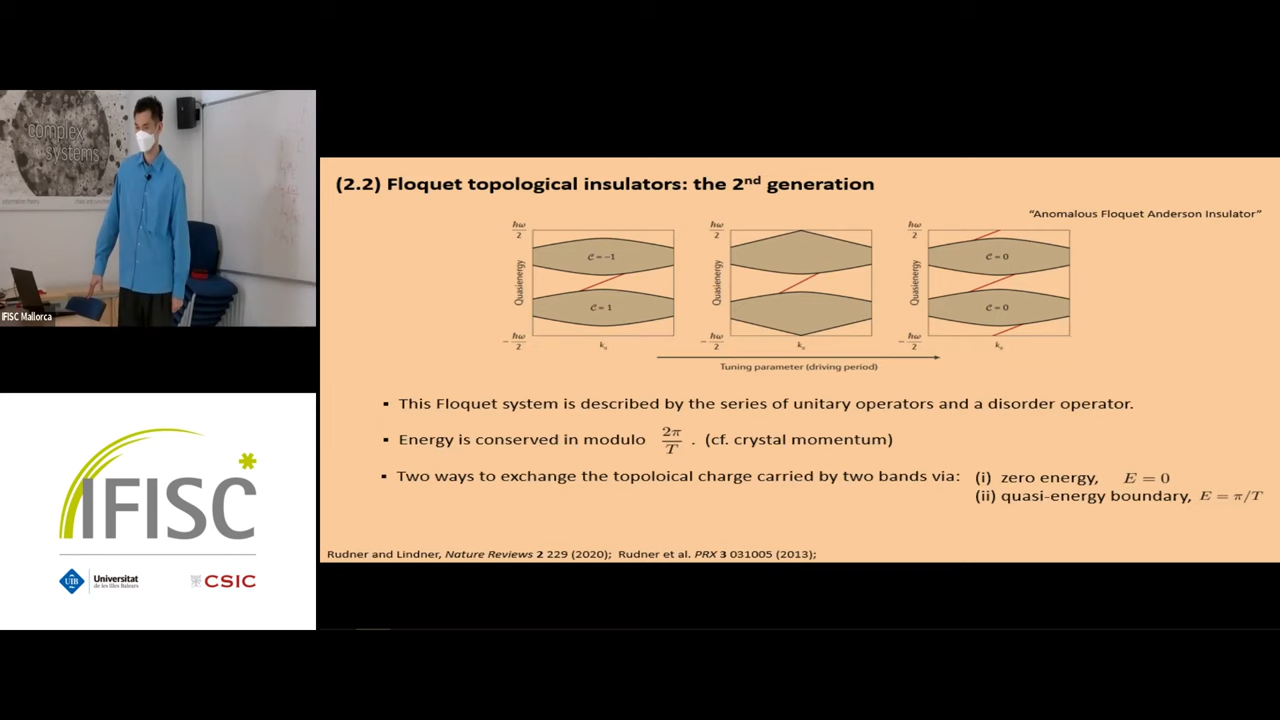 complex
systems
IFISC Mallorca
IFISC
UIB
Universitat
de les Illes Balears
CSIC
(2.2) Floquet topological insulators: the 2nd generation
“Anomalous Floquet Anderson Insulator”
ħω/2
Quasienergy
C = −1
C = 1
−ħω/2
kx
ħω/2
Quasienergy
−ħω/2
kx
ħω/2
Quasienergy
C = 0
C = 0
−ħω/2
kx
Tuning parameter (driving period)
▪ This Floquet system is described by the series of unitary operators and a disorder operator.
▪ Energy is conserved in modulo 2π/T . (cf. crystal momentum)
▪ Two ways to exchange the topoloical charge carried by two bands via: (i) zero energy, E = 0
(ii) quasi-energy boundary, E = π/T
Rudner and Lindner, Nature Reviews 2 229 (2020); Rudner et al. PRX 3 031005 (2013);